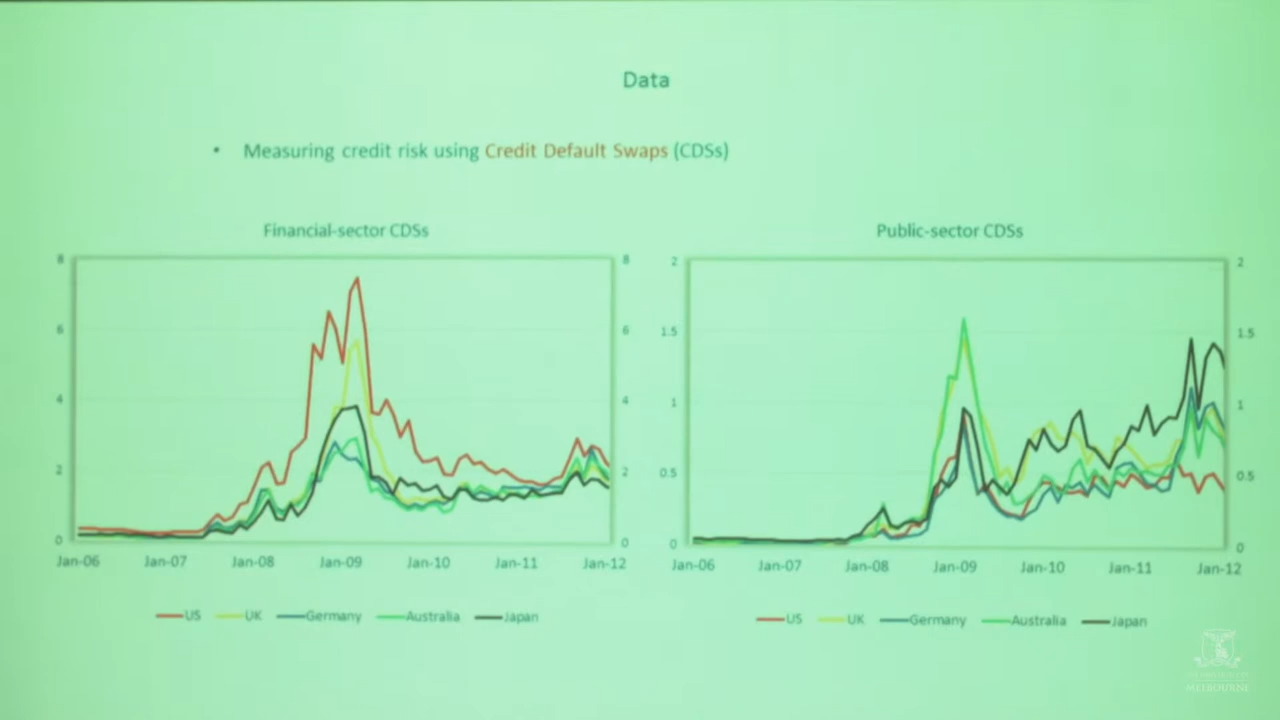 Data
• Measuring credit risk using Credit Default Swaps (CDSs)
Financial-sector CDSs
8 8
6 6
4 4
2 2
0 0
Jan-06 Jan-07 Jan-08 Jan-09 Jan-10 Jan-11 Jan-12
US UK Germany Australia Japan
Public-sector CDSs
2 2
1.5 1.5
1 1
0.5 0.5
0 0
Jan-06 Jan-07 Jan-08 Jan-09 Jan-10 Jan-11 Jan-12
US UK Germany Australia Japan
MELBOURNE